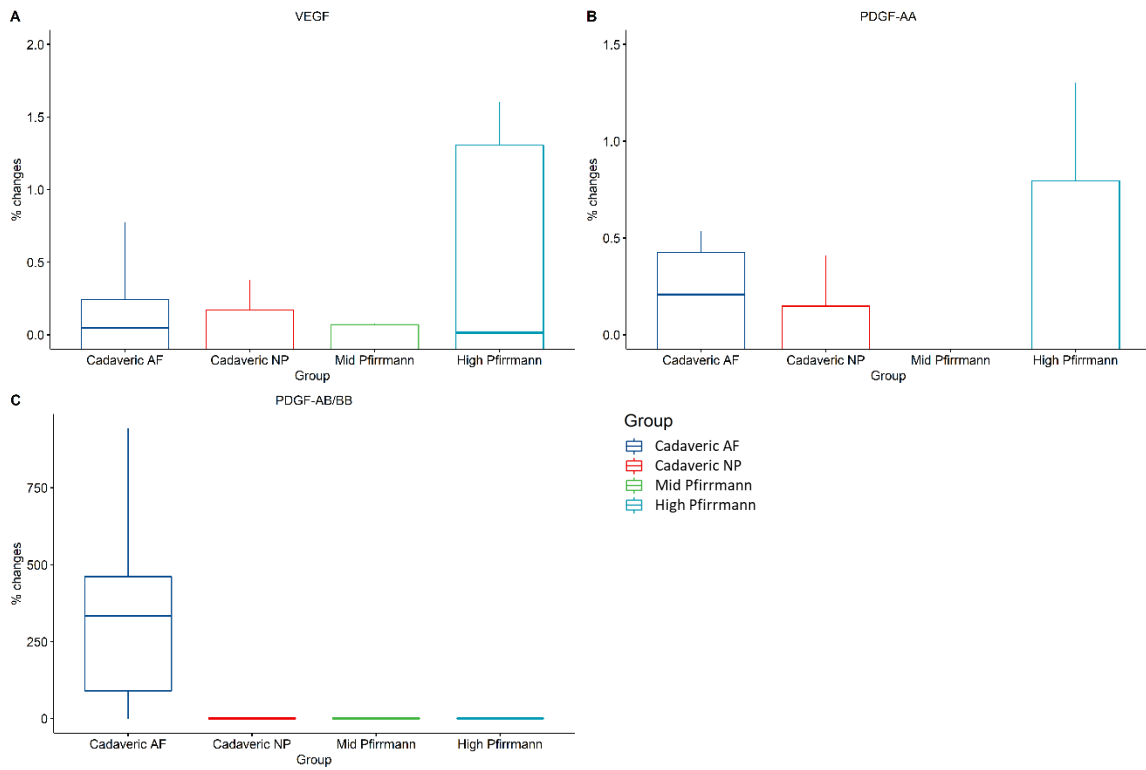 A
VEGF
2.0
1.5
1.0
0.5
0.0
% changes
Cadaveric AF Cadaveric NP Mid Pfirrmann High Pfirrmann
Group
B
PDGF-AA
1.5
1.0
0.5
0.0
% changes
Cadaveric AF Cadaveric NP Mid Pfirrmann High Pfirrmann
Group
C
PDGF-AB/BB
750
500
250
0
% changes
Cadaveric AF Cadaveric NP Mid Pfirrmann High Pfirrmann
Group
Group
Cadaveric AF
Cadaveric NP
Mid Pfirrmann
High Pfirrmann